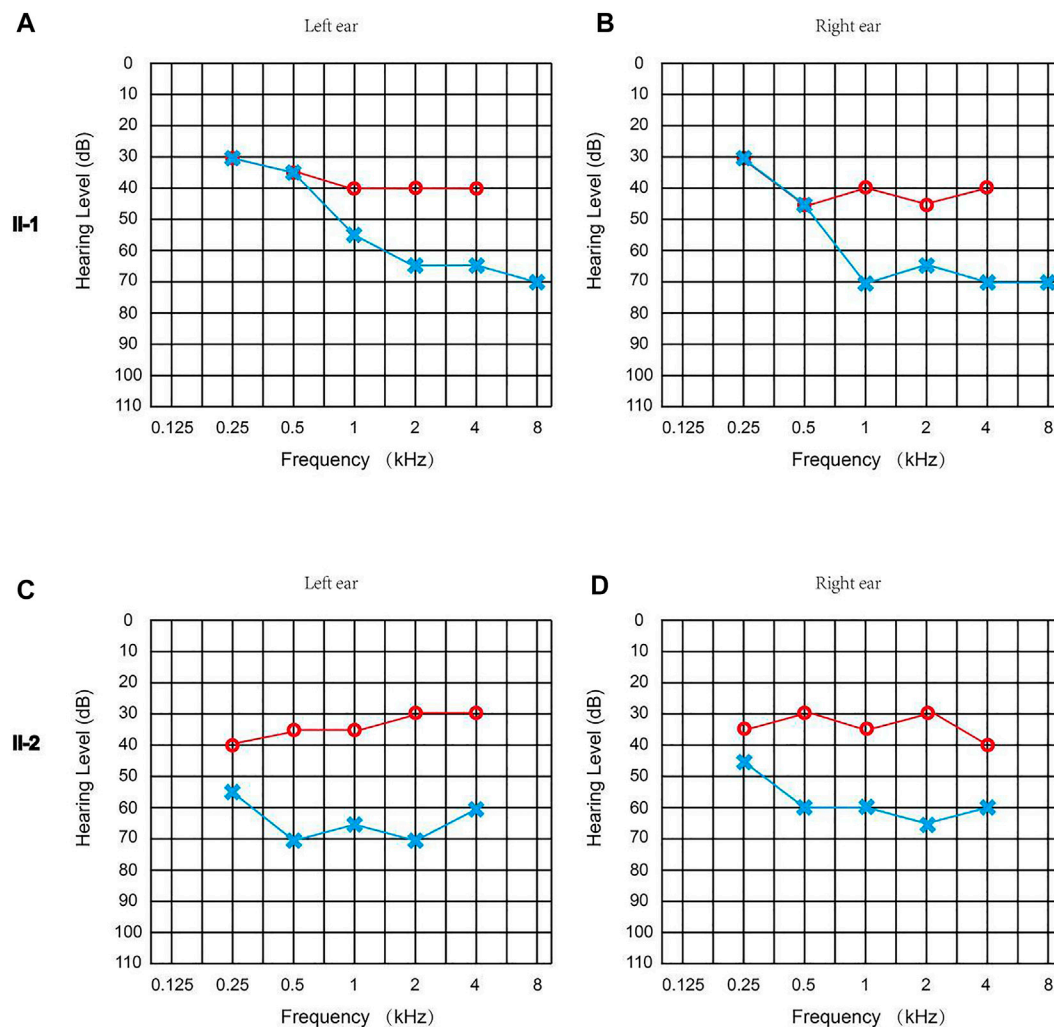 A
Left ear
B
Right ear
II-1
Hearing Level (dB)
0
10
20
30
40
50
60
70
80
90
100
110
0.125 0.25 0.5 1 2 4 8
Frequency （kHz）
Hearing Level (dB)
0
10
20
30
40
50
60
70
80
90
100
110
0.125 0.25 0.5 1 2 4 8
Frequency （kHz）
C
Left ear
D
Right ear
II-2
Hearing Level (dB)
0
10
20
30
40
50
60
70
80
90
100
110
0.125 0.25 0.5 1 2 4 8
Frequency （kHz）
Hearing Level (dB)
0
10
20
30
40
50
60
70
80
90
100
110
0.125 0.25 0.5 1 2 4 8
Frequency （kHz）